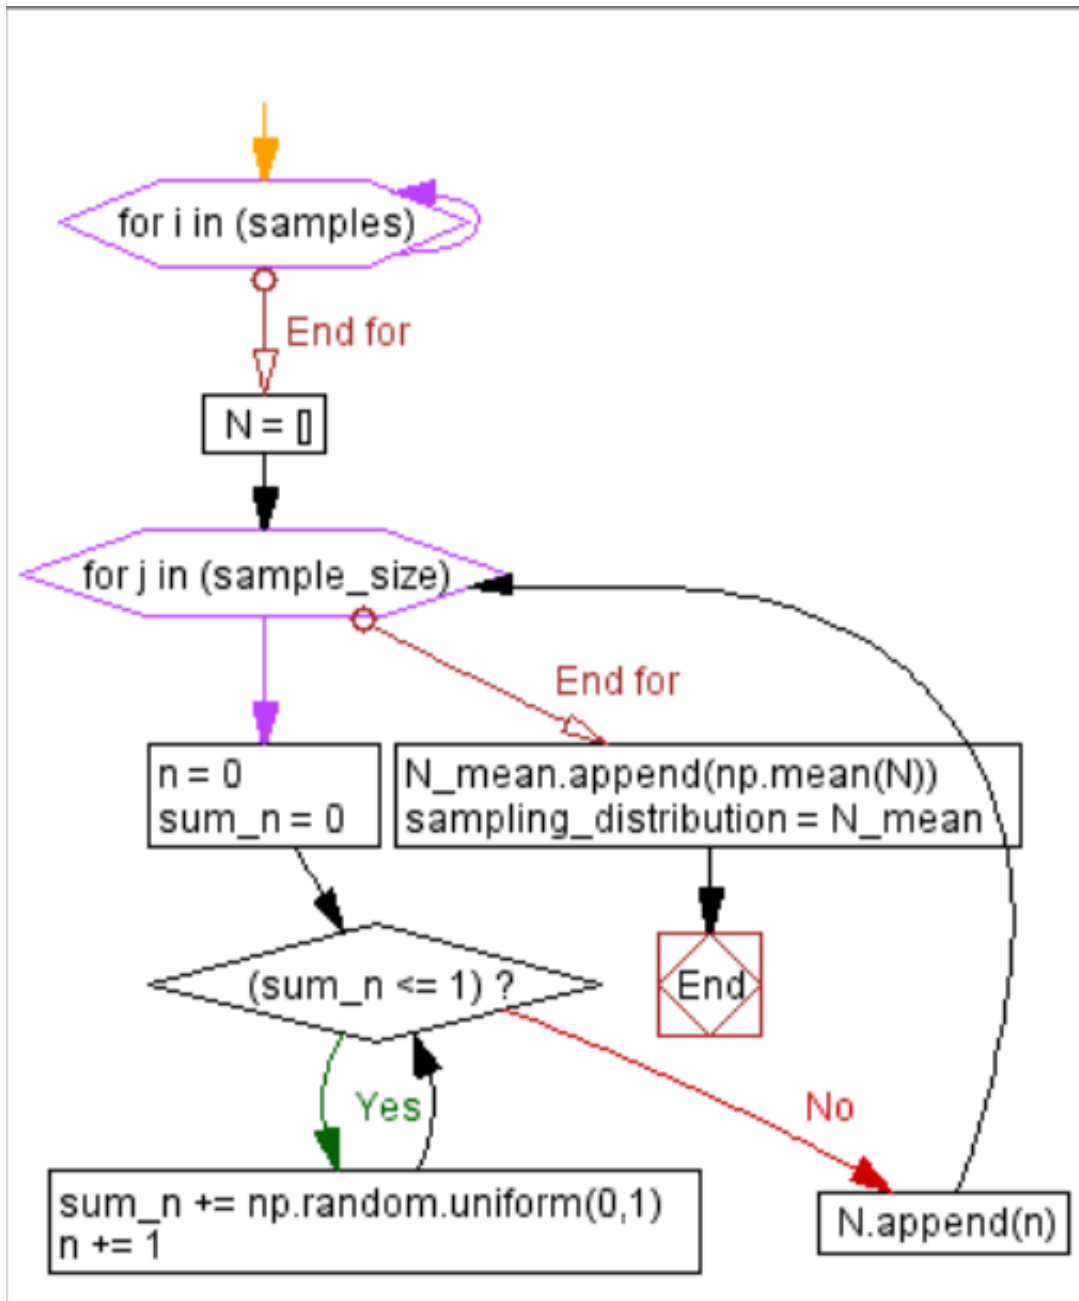 for i in (samples)
End for
N = []
for j in (sample_size)
End for
n = 0
sum_n = 0
N_mean.append(np.mean(N))
sampling_distribution = N_mean
(sum_n <= 1) ?
End
Yes
No
sum_n += np.random.uniform(0,1)
n += 1
N.append(n)